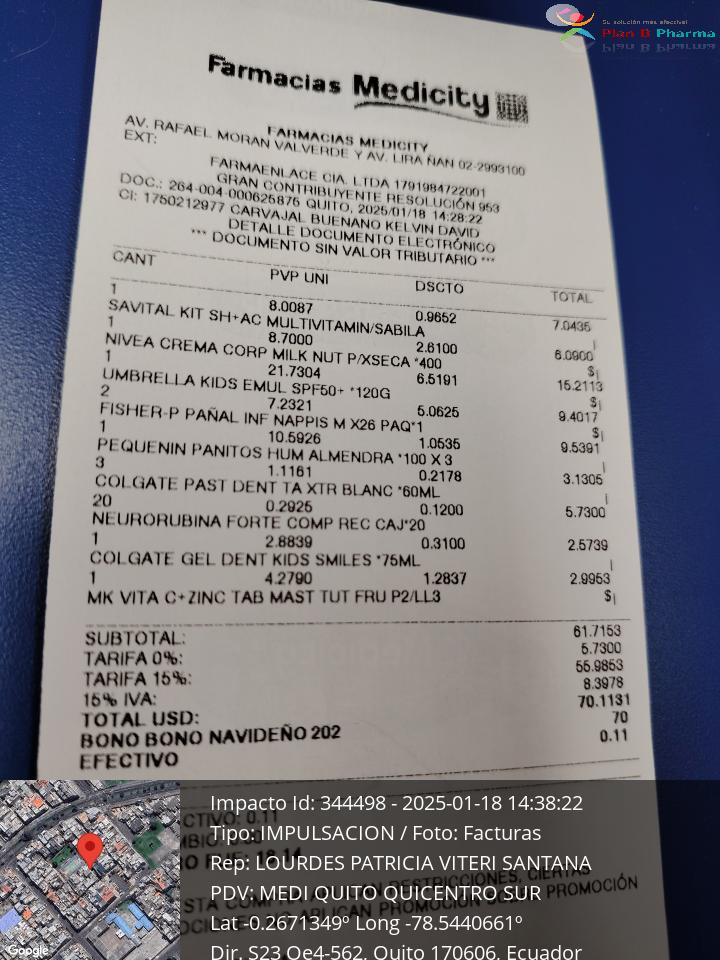 Su solución más efectiva!
Plan B Pharma
Farmacias Medicity
FARMACIAS MEDICITY
AV. RAFAEL MORAN VALVERDE Y AV. LIRA ÑAN 02-2993100
EXT:
FARMAENLACE CIA. LTDA 1791984722001
GRAN CONTRIBUYENTE RESOLUCIÓN 953
DOC.: 264-004-000625876 QUITO, 2025/01/18 14:28:22
CI: 1750212977 CARVAJAL BUENANO KELVIN DAVID
DETALLE DOCUMENTO ELECTRÓNICO
*** DOCUMENTO SIN VALOR TRIBUTARIO ***
CANT PVP UNI DSCTO TOTAL
1 8.0087 0.9652 7.0435
SAVITAL KIT SH+AC MULTIVITAMIN/SABILA |
1 8.7000 2.6100 6.0900
NIVEA CREMA CORP MILK NUT P/XSECA *400 $|
1 21.7304 6.5191 15.2113
UMBRELLA KIDS EMUL SPF50+ *120G $|
2 7.2321 5.0625 9.4017
FISHER-P PAÑAL INF NAPPIS M X26 PAQ*1 $|
1 10.5926 1.0535 9.5391
PEQUENIN PANITOS HUM ALMENDRA *100 X 3 |
3 1.1161 0.2178 3.1305
COLGATE PAST DENT TA XTR BLANC *60ML |
20 0.2925 0.1200 5.7300
NEURORUBINA FORTE COMP REC CAJ*20
1 2.8839 0.3100 2.5739
COLGATE GEL DENT KIDS SMILES *75ML |
1 4.2790 1.2837 2.9953
MK VITA C+ZINC TAB MAST TUT FRU P2/LL3 $|
SUBTOTAL: 61.7153
TARIFA 0%: 5.7300
TARIFA 15%: 55.9853
15% IVA: 8.3978
TOTAL USD: 70.1131
BONO BONO NAVIDEÑO 202 70
EFECTIVO 0.11
CTIVO: 0.11
18.14
RESTRICCIONES, CIERTAS
APLICAN PROMOCION
PROMOCIÓN
Impacto Id: 344498 - 2025-01-18 14:38:22
Tipo: IMPULSACION / Foto: Facturas
Rep: LOURDES PATRICIA VITERI SANTANA
PDV: MEDI QUITO QUICENTRO SUR
Lat -0.2671349º Long -78.5440661º
Dir. S23 Oe4-562, Quito 170606, Ecuador
Google